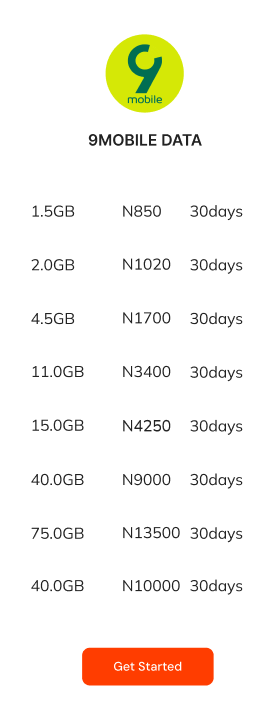 9
mobile
9MOBILE DATA
1.5GB N850 30days
2.0GB N1020 30days
4.5GB N1700 30days
11.0GB N3400 30days
15.0GB N4250 30days
40.0GB N9000 30days
75.0GB N13500 30days
40.0GB N10000 30days
Get Started